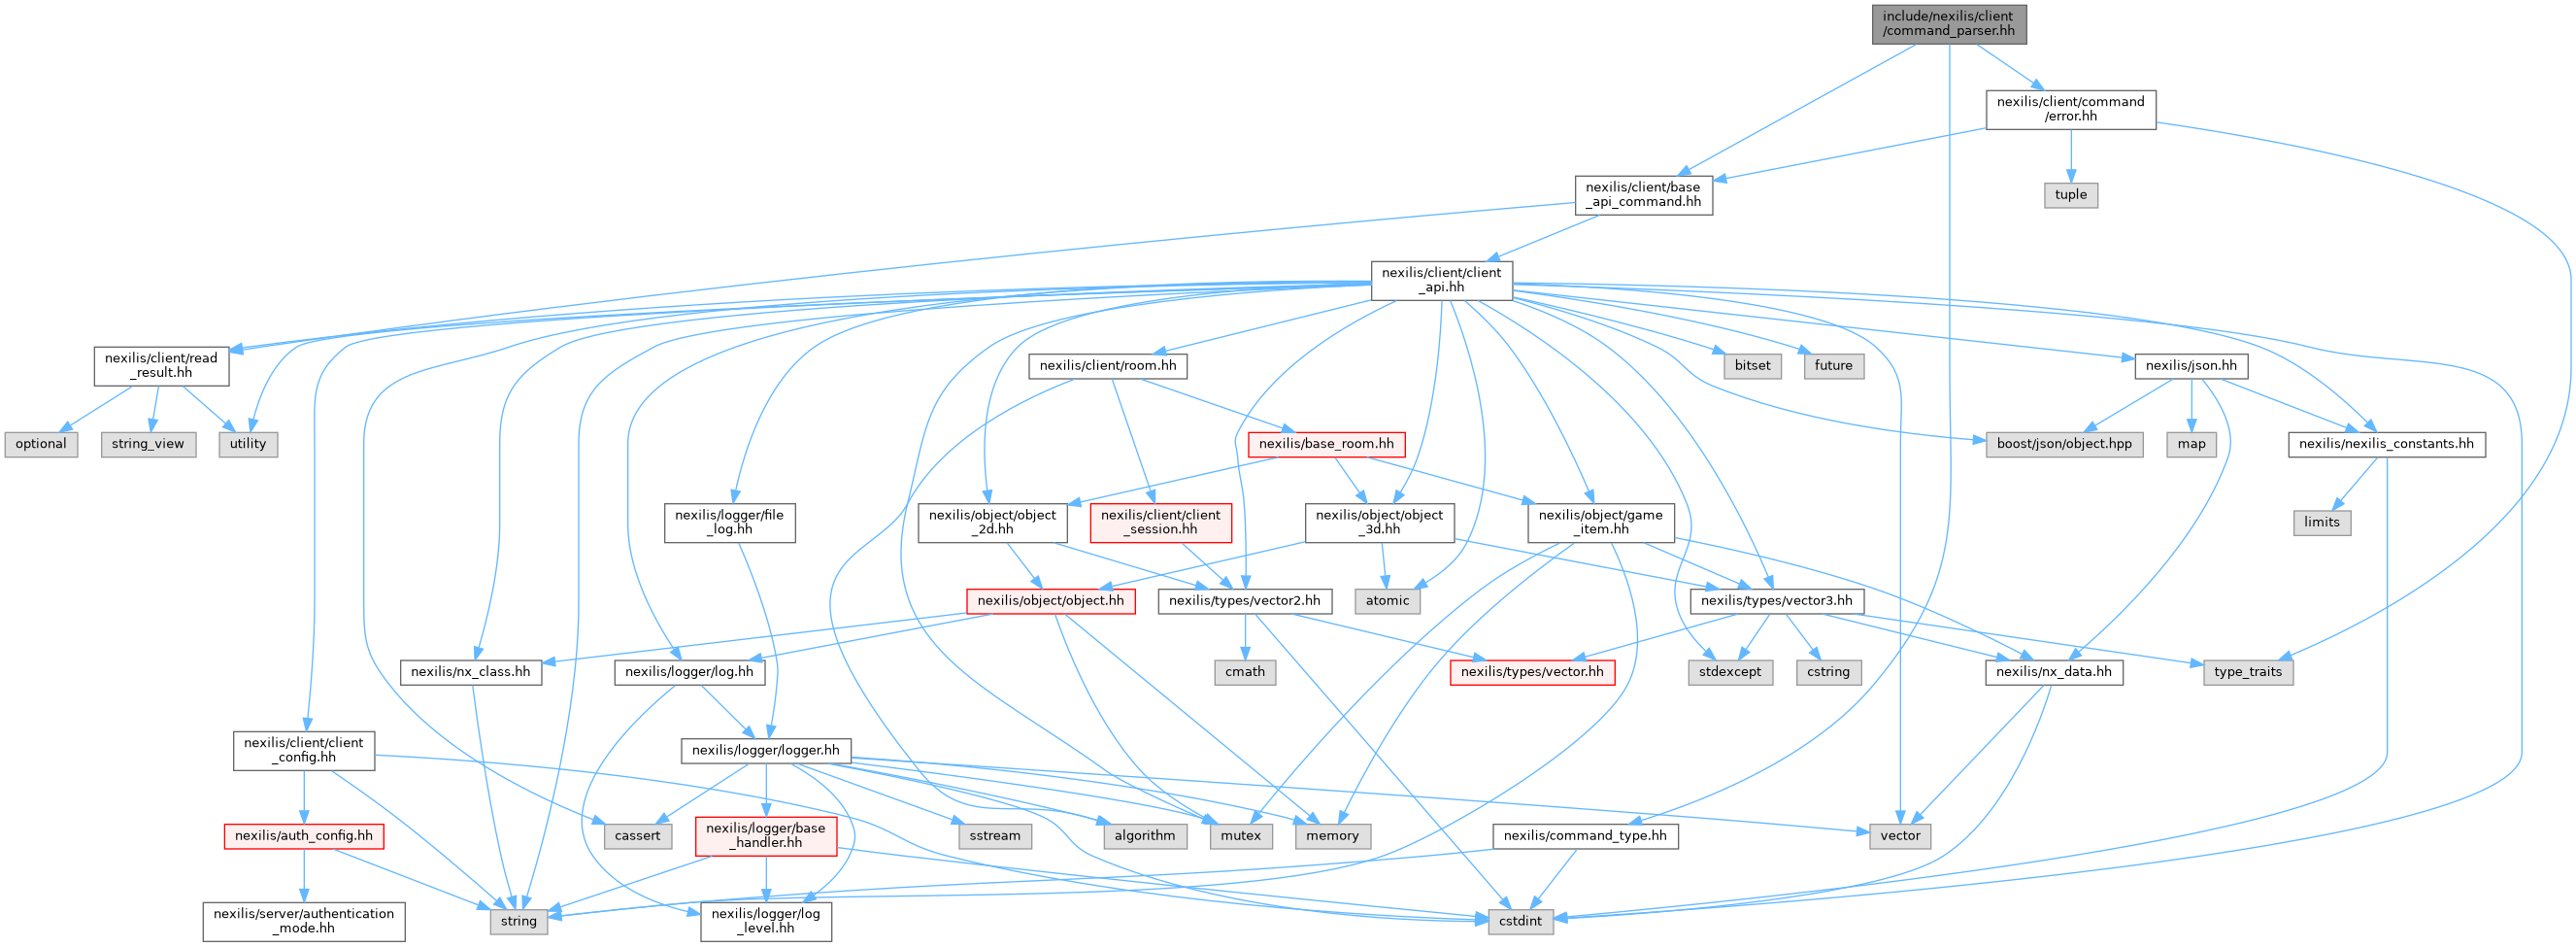 include/nexilis/client
/command_parser.hh
nexilis/client/command
/error.hh
nexilis/client/base
_api_command.hh
tuple
nexilis/client/client
_api.hh
nexilis/client/read
_result.hh
nexilis/client/room.hh
bitset
future
nexilis/json.hh
optional
string_view
utility
nexilis/base_room.hh
boost/json/object.hpp
map
nexilis/nexilis_constants.hh
nexilis/logger/file
_log.hh
nexilis/object/object
_2d.hh
nexilis/client/client
_session.hh
nexilis/object/object
_3d.hh
nexilis/object/game
_item.hh
limits
nexilis/object/object.hh
nexilis/types/vector2.hh
atomic
nexilis/types/vector3.hh
nexilis/nx_class.hh
nexilis/logger/log.hh
cmath
nexilis/types/vector.hh
stdexcept
cstring
nexilis/nx_data.hh
type_traits
nexilis/client/client
_config.hh
nexilis/logger/logger.hh
nexilis/auth_config.hh
cassert
nexilis/logger/base
_handler.hh
sstream
algorithm
mutex
memory
nexilis/command_type.hh
vector
nexilis/server/authentication
_mode.hh
string
nexilis/logger/log
_level.hh
cstdint